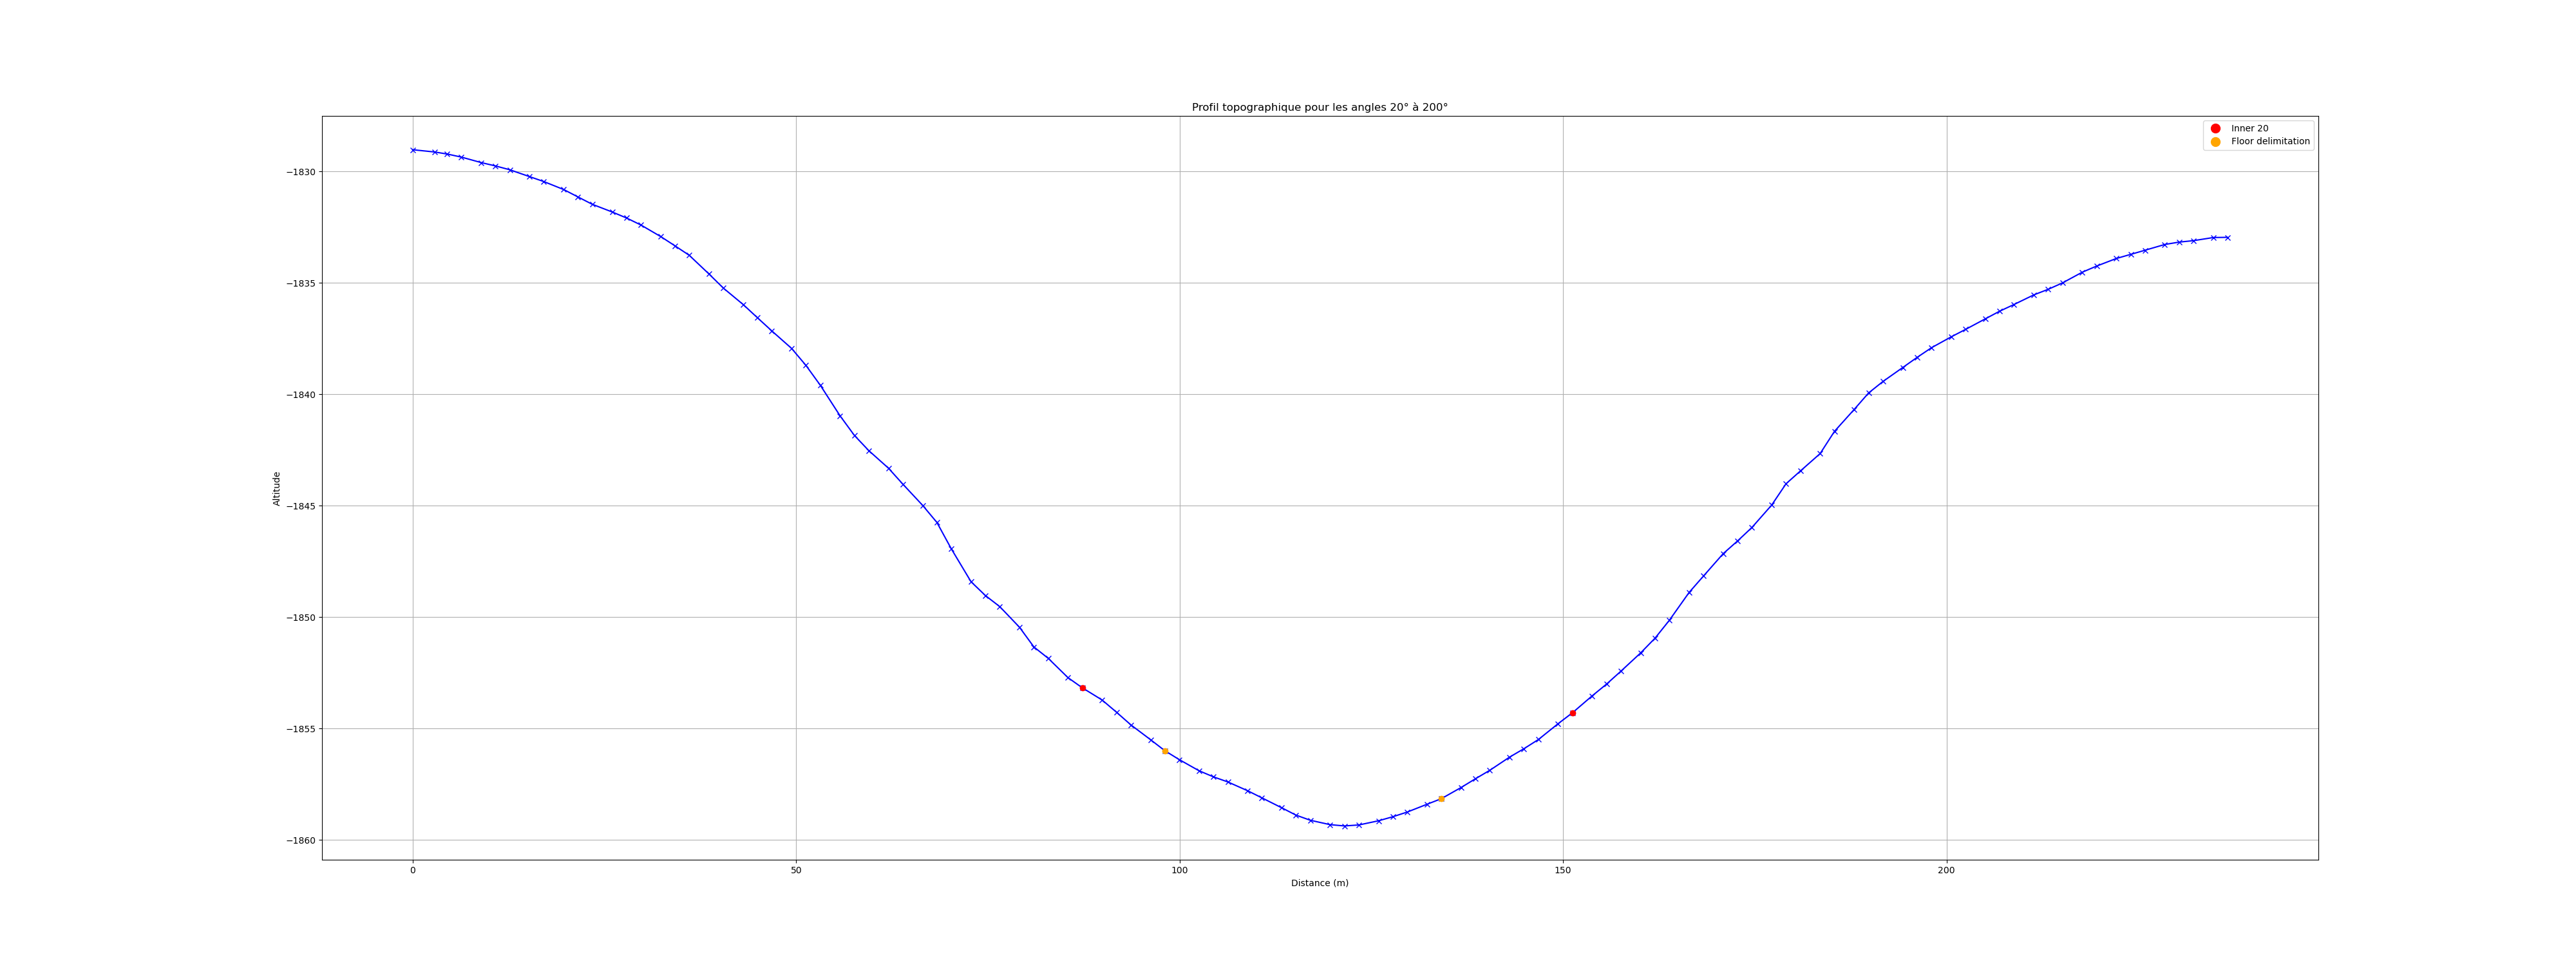 Profil topographique pour les angles 20° à 200°
Inner 20
Floor delimitation
−1830
−1835
−1840
−1845
−1850
−1855
−1860
Altitude
0
50
100
150
200
Distance (m)